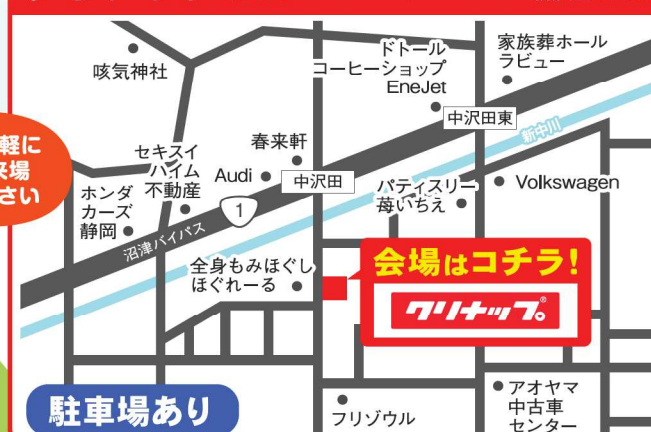 咳気神社
ドトール
コーヒーショップ
EneJet
家族葬ホール
ラビュー
中沢田東
新中川
軽に
来場
さい
セキスイ
ハイム
不動産
春来軒
Audi
中沢田
パティスリー
苺いちえ
Volkswagen
ホンダ
カーズ
静岡
1
沼津バイパス
全身もみほぐし
ほぐれーる
会場はコチラ!
クリナップ®
駐車場あり
フリゾウル
アオヤマ
中古車
センター